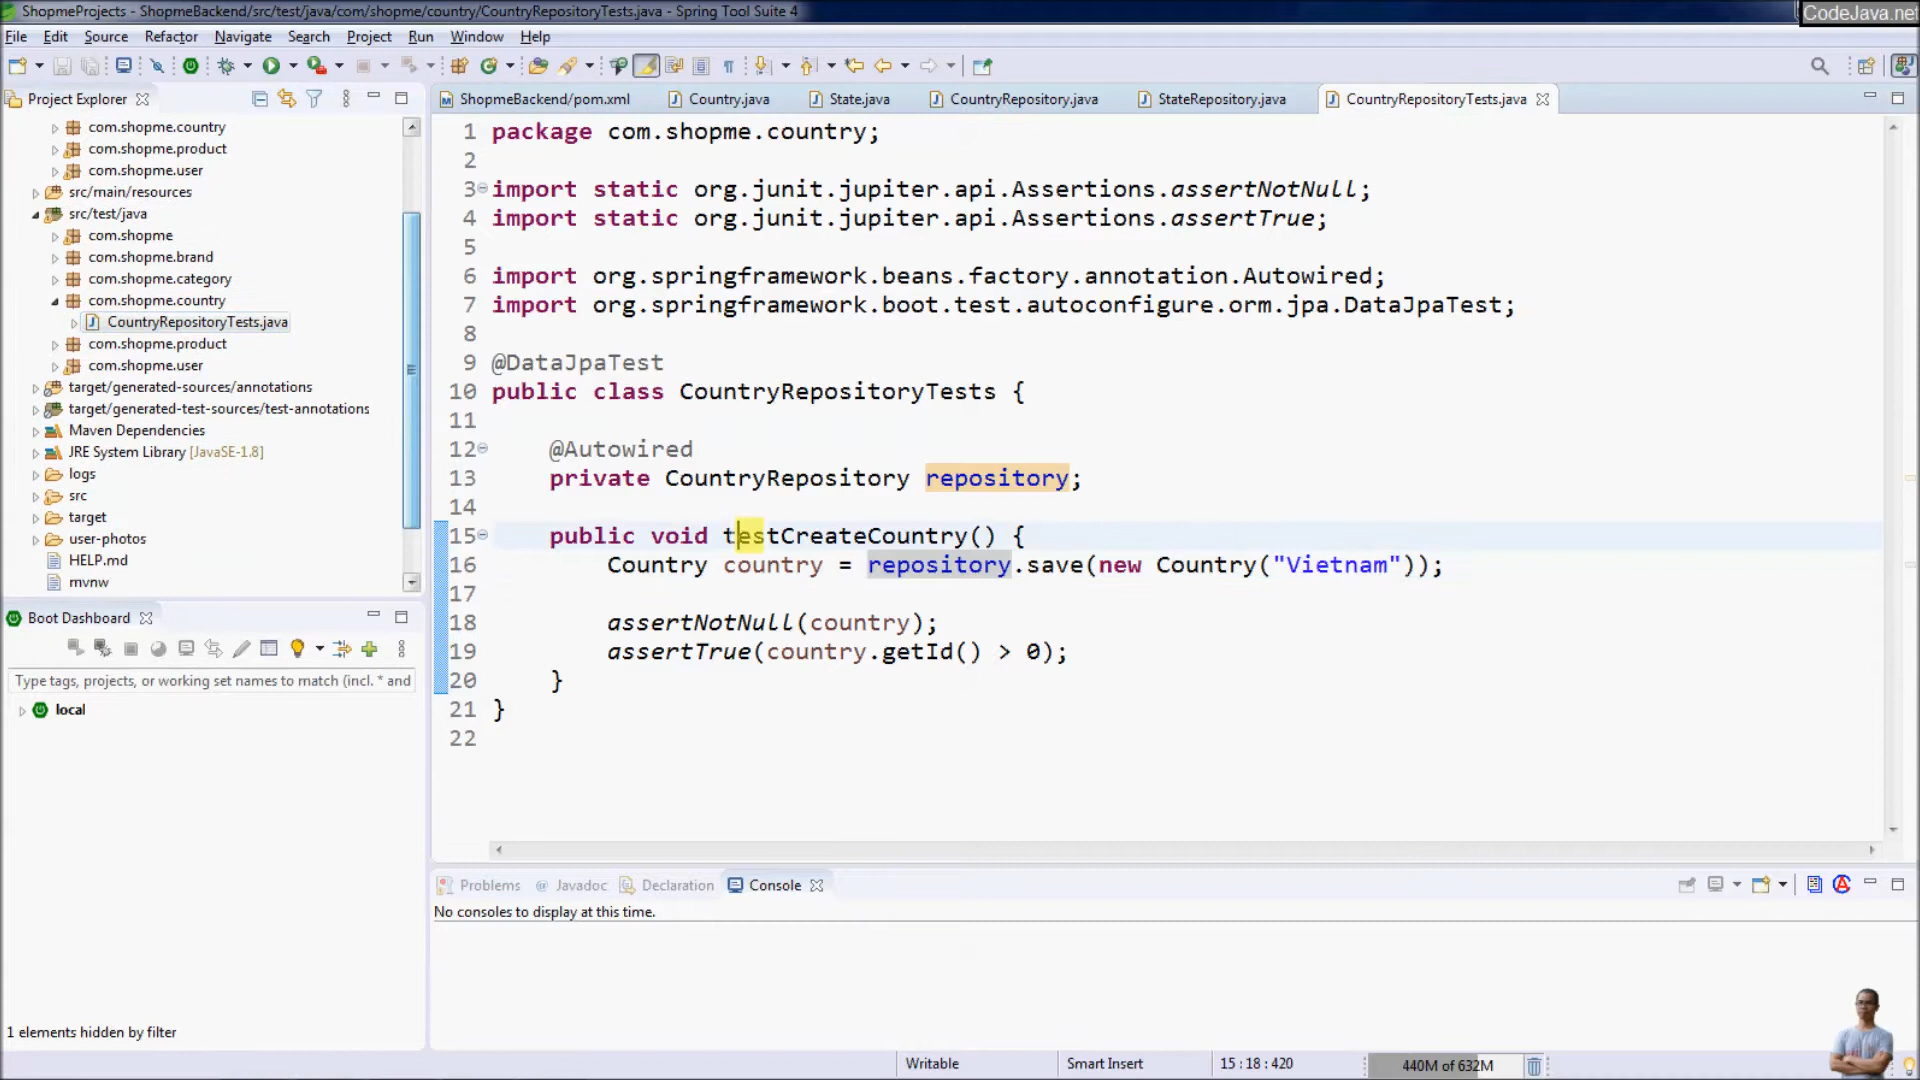 ShopmeProjects - ShopmeBackend/src/test/java/com/shopme/country/CountryRepositoryTests.java - Spring Tool Suite 4
CodeJava.net
File Edit Source Refactor Navigate Search Project Run Window Help
Project Explorer
com.shopme.country
com.shopme.product
com.shopme.user
src/main/resources
src/test/java
com.shopme
com.shopme.brand
com.shopme.category
com.shopme.country
CountryRepositoryTests.java
com.shopme.product
com.shopme.user
target/generated-sources/annotations
target/generated-test-sources/test-annotations
Maven Dependencies
JRE System Library [JavaSE-1.8]
logs
src
target
user-photos
HELP.md
mvnw
Boot Dashboard
Type tags, projects, or working set names to match (incl. * and
local
1 elements hidden by filter
ShopmeBackend/pom.xml Country.java State.java CountryRepository.java StateRepository.java CountryRepositoryTests.java
1 package com.shopme.country;
2
3 import static org.junit.jupiter.api.Assertions.assertNotNull;
4 import static org.junit.jupiter.api.Assertions.assertTrue;
5
6 import org.springframework.beans.factory.annotation.Autowired;
7 import org.springframework.boot.test.autoconfigure.orm.jpa.DataJpaTest;
8
9 @DataJpaTest
10 public class CountryRepositoryTests {
11
12 @Autowired
13 private CountryRepository repository;
14
15 public void testCreateCountry() {
16 Country country = repository.save(new Country("Vietnam"));
17
18 assertNotNull(country);
19 assertTrue(country.getId() > 0);
20 }
21 }
22
Problems @ Javadoc Declaration Console
No consoles to display at this time.
Writable Smart Insert 15 : 18 : 420 440M of 632M